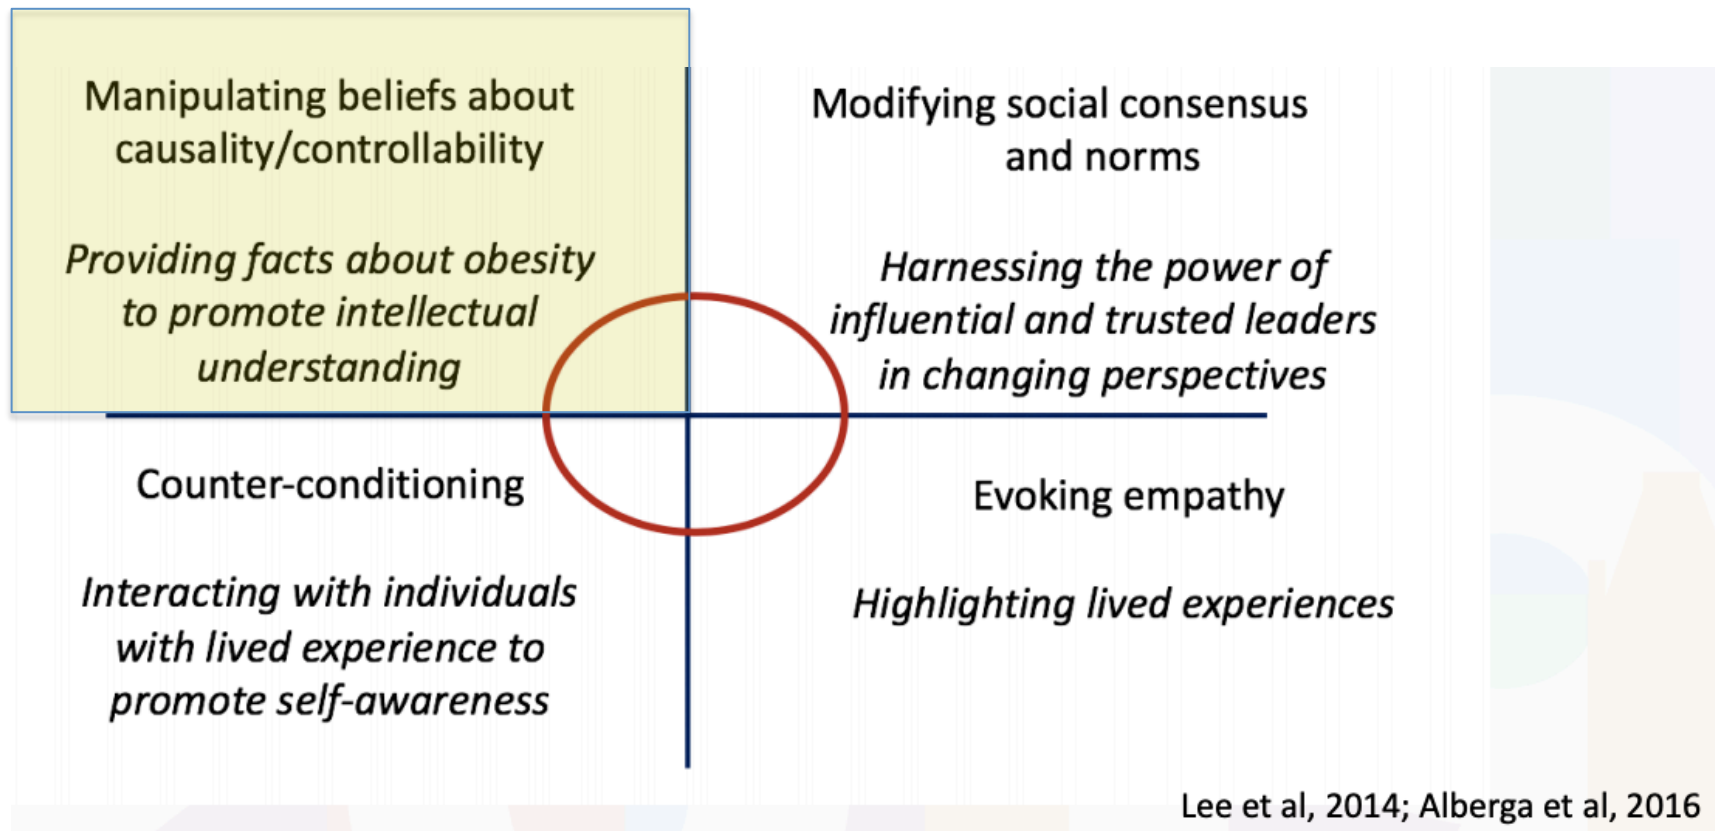 Manipulating beliefs about
causality/controllability
Providing facts about obesity
to promote intellectual
understanding
Modifying social consensus
and norms
Harnessing the power of
influential and trusted leaders
in changing perspectives
Counter-conditioning
Interacting with individuals
with lived experience to
promote self-awareness
Evoking empathy
Highlighting lived experiences
Lee et al, 2014; Alberga et al, 2016